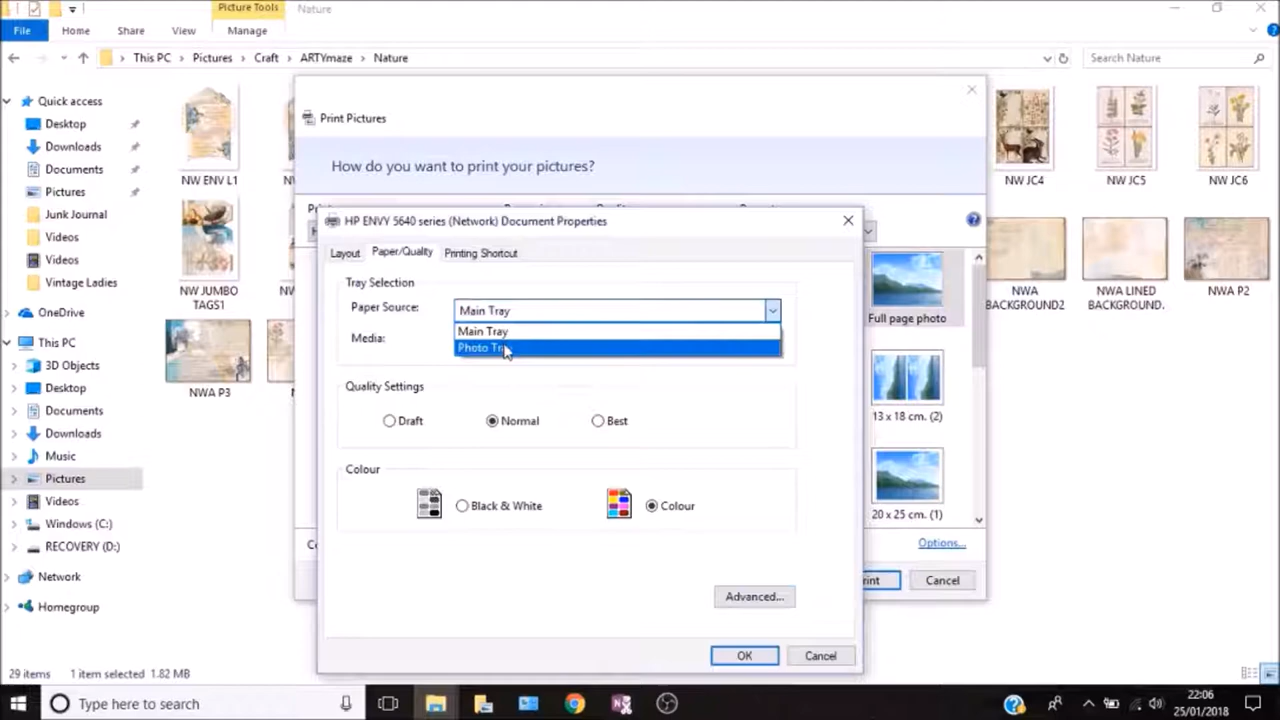 Picture Tools
Nature
File
Home
Share
View
Manage
This PC
Pictures
Craft
ARTYmaze
Nature
Search Nature
Quick access
Desktop
Downloads
Documents
Pictures
Junk Journal
Videos
Videos
Vintage Ladies
OneDrive
This PC
3D Objects
Desktop
Documents
Downloads
Music
Pictures
Videos
Windows (C:)
RECOVERY (D:)
Network
Homegroup
NW ENV L1
NW JUMBO
TAGS1
NWA P3
NW JC4
NW JC5
NW JC6
NWA
BACKGROUND2
NWA LINED
BACKGROUND.
NWA P2
Print Pictures
How do you want to print your pictures?
HP ENVY 5640 series (Network) Document Properties
Layout
Paper/Quality
Printing Shortcut
Tray Selection
Paper Source:
Main Tray
Main Tray
Photo
Media:
Quality Settings
Draft
Normal
Best
Colour
Black & White
Colour
Advanced...
OK
Cancel
Full page photo
13 x 18 cm. (2)
20 x 25 cm. (1)
Options...
Cancel
29 items
1 item selected 1.82 MB
Type here to search
22:06
25/01/2018